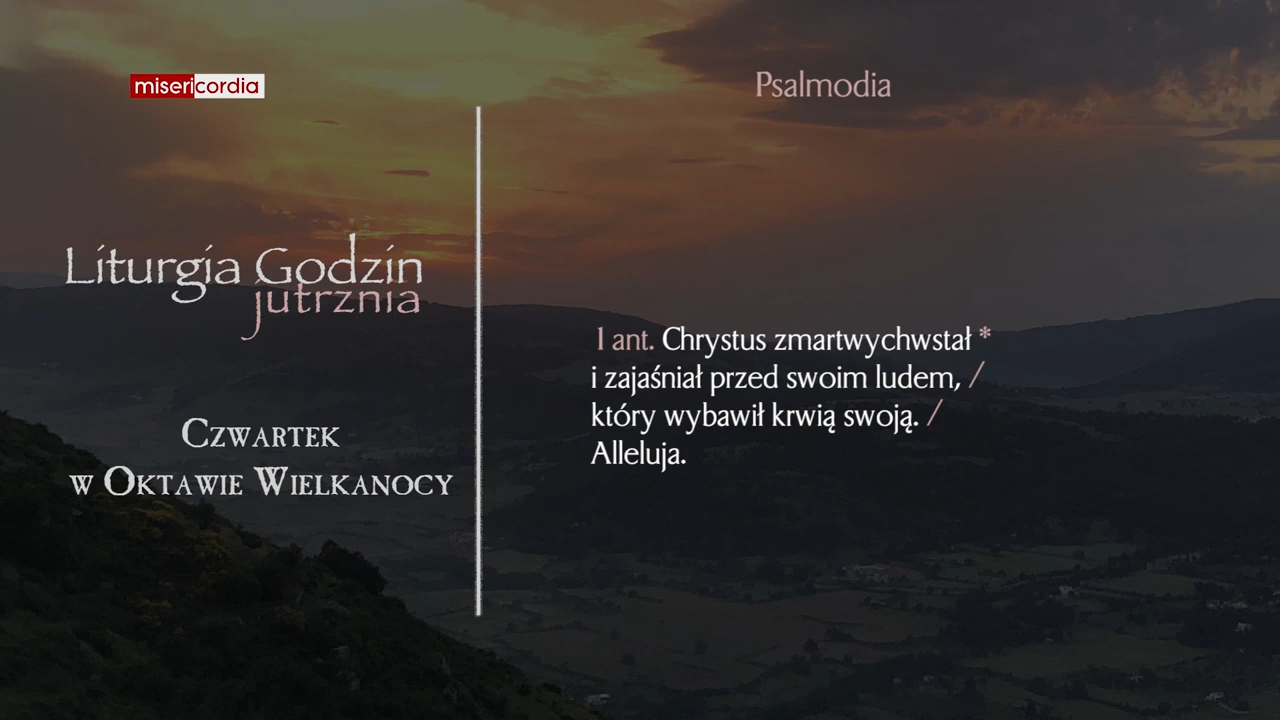 misericordia
Liturgia Godzin
jutrznia
Czwartek
w Oktawie Wielkanocy
Psalmodia
1 ant. Chrystus zmartwychwstał *
i zajaśniał przed swoim ludem, /
który wybawił krwią swoją. /
Alleluja.